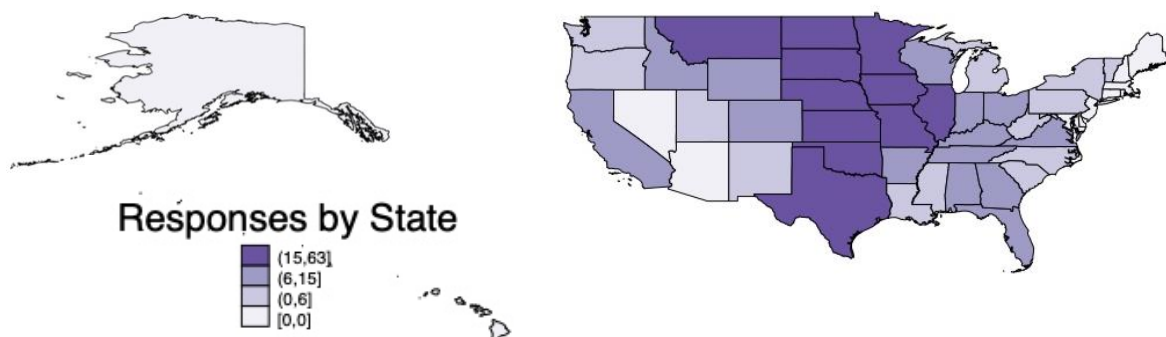 Responses by State
(15,63]
(6,15]
(0,6]
[0,0]